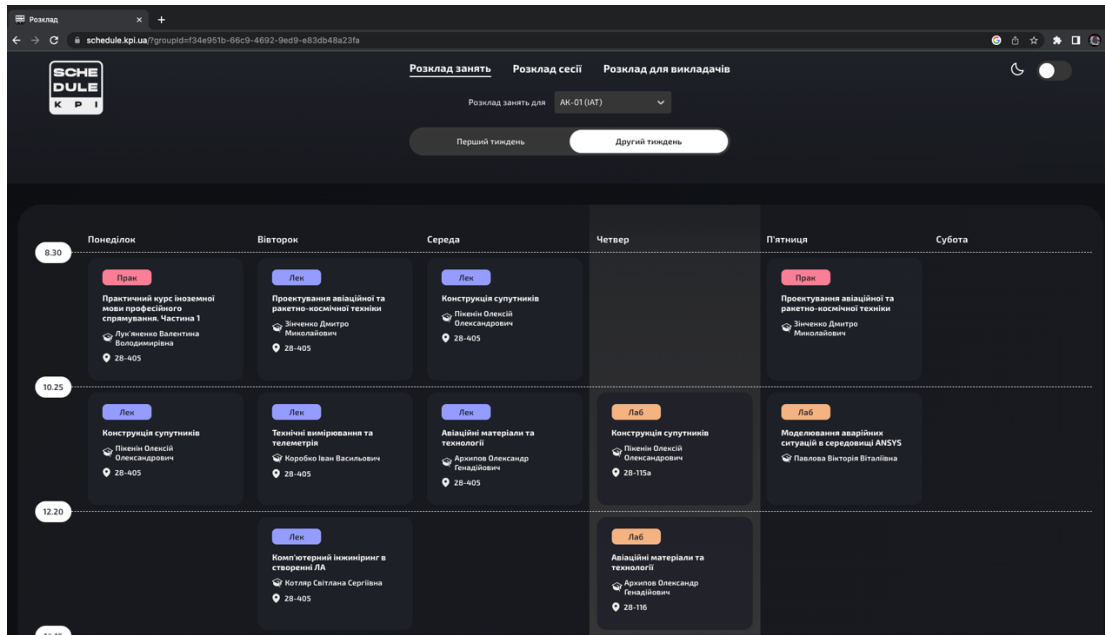 Розклад
schedule.kpi.ua/?groupId=f34e951b-66c9-4692-9ed9-e83db48a23fa
SCHE
DULE
K P I
Розклад занять
Розклад сесії
Розклад для викладачів
Розклад занять для
АК-01 (ІАТ)
Перший тиждень
Другий тиждень
Понеділок
Вівторок
Середа
Четвер
П'ятниця
Субота
8.30
Прак
Практичний курс іноземної
мови професійного
спрямування. Частина 1
Лук'яненко Валентина
Володимирівна
28-405
Лек
Проектування авіаційної та
ракетно-космічної техніки
Зінченко Дмитро
Миколайович
28-405
Лек
Конструкція супутників
Пікенін Олексій
Олександрович
28-405
Прак
Проектування авіаційної та
ракетно-космічної техніки
Зінченко Дмитро
Миколайович
10.25
Лек
Конструкція супутників
Пікенін Олексій
Олександрович
28-405
Лек
Технічні вимірювання та
телеметрія
Коробко Іван Васильович
28-405
Лек
Авіаційні матеріали та
технології
Архипов Олександр
Генадійович
28-405
Лаб
Конструкція супутників
Пікенін Олексій
Олександрович
28-115а
Лаб
Моделювання аварійних
ситуацій в середовищі ANSYS
Павлова Вікторія Віталіївна
12.20
Лек
Комп'ютерний інжиніринг в
створенні ЛА
Котляр Світлана Сергіївна
28-405
Лаб
Авіаційні матеріали та
технології
Архипов Олександр
Генадійович
28-116